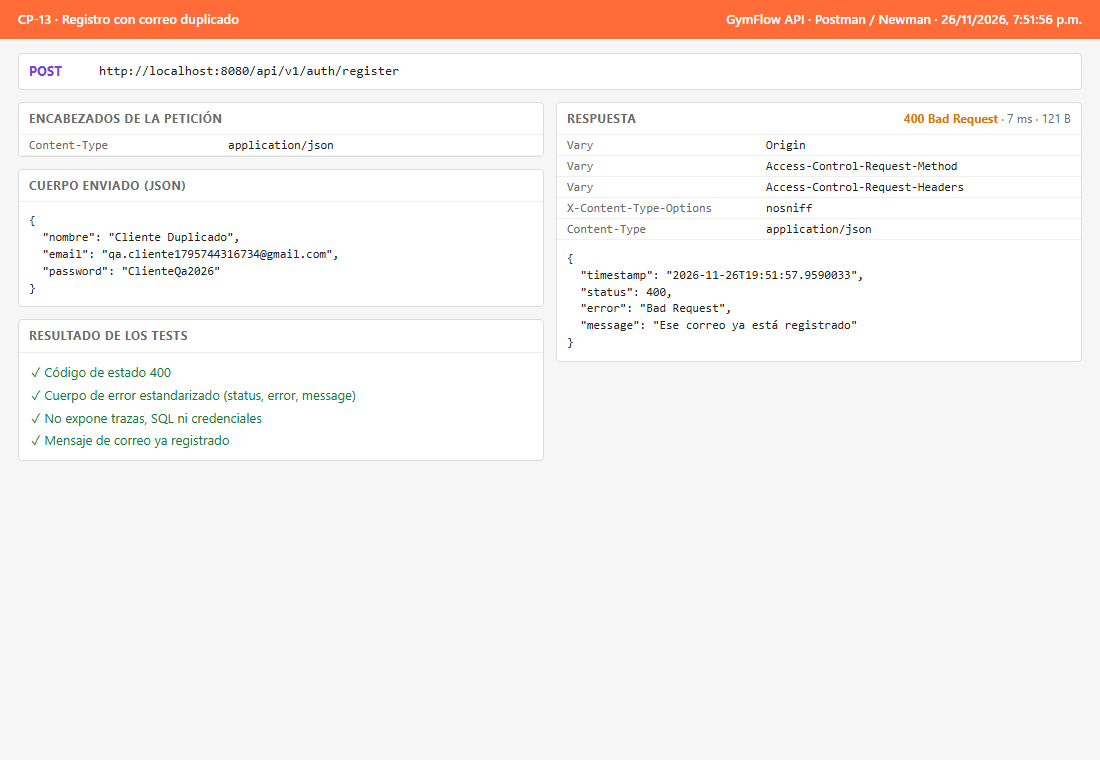 CP-13 · Registro con correo duplicado
GymFlow API · Postman / Newman · 26/11/2026, 7:51:56 p.m.
POST http://localhost:8080/api/v1/auth/register
ENCABEZADOS DE LA PETICIÓN
Content-Type application/json
CUERPO ENVIADO (JSON)
{
"nombre": "Cliente Duplicado",
"email": "qa.cliente1795744316734@gmail.com",
"password": "ClienteQa2026"
}
RESULTADO DE LOS TESTS
✓ Código de estado 400
✓ Cuerpo de error estandarizado (status, error, message)
✓ No expone trazas, SQL ni credenciales
✓ Mensaje de correo ya registrado
RESPUESTA 400 Bad Request · 7 ms · 121 B
Vary Origin
Vary Access-Control-Request-Method
Vary Access-Control-Request-Headers
X-Content-Type-Options nosniff
Content-Type application/json
{
"timestamp": "2026-11-26T19:51:57.9590033",
"status": 400,
"error": "Bad Request",
"message": "Ese correo ya está registrado"
}